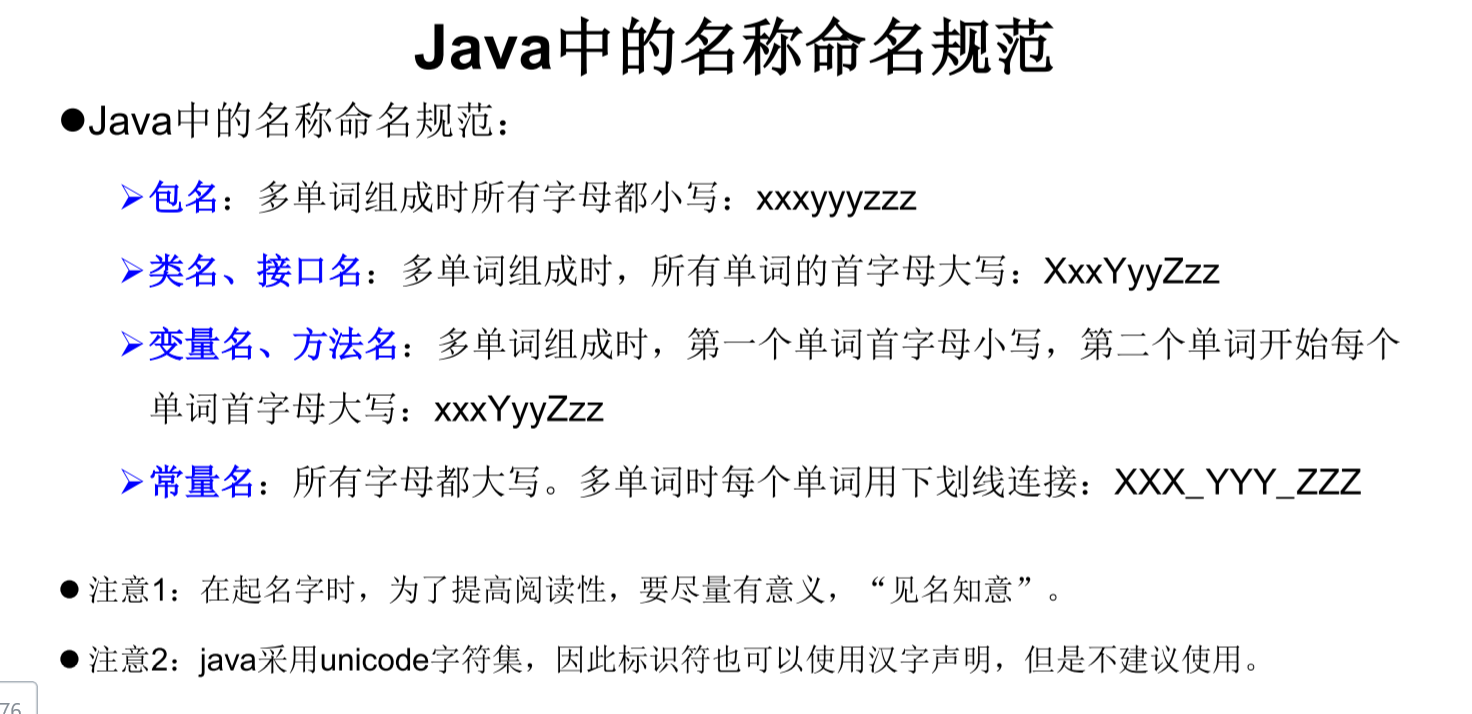 Java中的名称命名规范
●Java中的名称命名规范：
➢包名：多单词组成时所有字母都小写：xxxyyyzzz
➢类名、接口名：多单词组成时，所有单词的首字母大写：XxxYyyZzz
➢变量名、方法名：多单词组成时，第一个单词首字母小写，第二个单词开始每个
单词首字母大写：xxxYyyZzz
➢常量名：所有字母都大写。多单词时每个单词用下划线连接：XXX_YYY_ZZZ
●注意1：在起名字时，为了提高阅读性，要尽量有意义，“见名知意”。
●注意2：java采用unicode字符集，因此标识符也可以使用汉字声明，但是不建议使用。
76